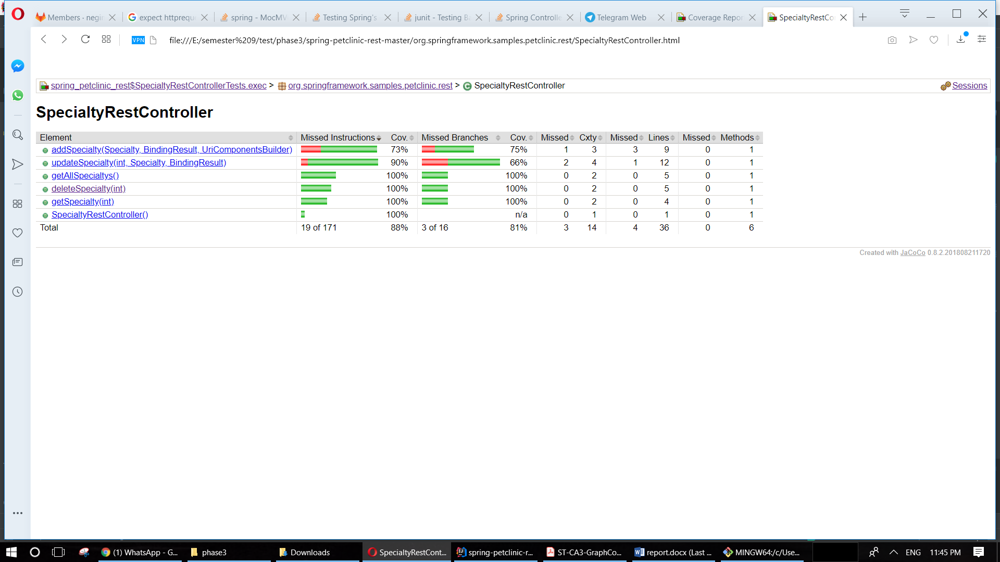 Members · negin
expect httprequ
spring - MocMV
Testing Spring's
junit - Testing B
Spring Controlle
Telegram Web
Coverage Repor
SpecialtyRestCo
VPN
file:///E:/semester%209/test/phase3/spring-petclinic-rest-master/org.springframework.samples.petclinic.rest/SpecialtyRestController.html
spring_petclinic_rest$SpecialtyRestControllerTests.exec > org.springframework.samples.petclinic.rest > SpecialtyRestController Sessions
SpecialtyRestController
Element Missed Instructions Cov. Missed Branches Cov. Missed Cxty Missed Lines Missed Methods
addSpecialty(Specialty, BindingResult, UriComponentsBuilder) 73% 75% 1 3 3 9 0 1
updateSpecialty(int, Specialty, BindingResult) 90% 66% 2 4 1 12 0 1
getAllSpecialtys() 100% 100% 0 2 0 5 0 1
deleteSpecialty(int) 100% 100% 0 2 0 5 0 1
getSpecialty(int) 100% 100% 0 2 0 4 0 1
SpecialtyRestController() 100% n/a 0 1 0 1 0 1
Total 19 of 171 88% 3 of 16 81% 3 14 4 36 0 6
Created with JaCoCo 0.8.2.201808211720
(1) WhatsApp - G...
phase3
Downloads
SpecialtyRestCont...
spring-petclinic-r...
ST-CA3-GraphCo...
report.docx (Last ...
MINGW64:/c/Use...
ENG
11:45 PM